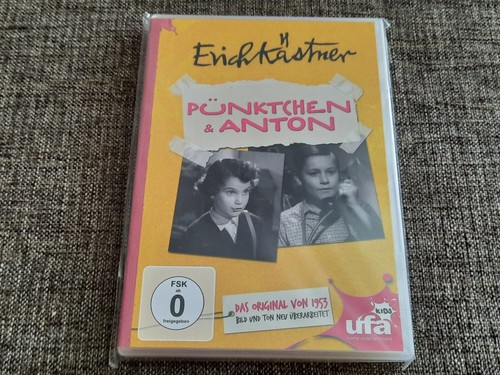 Erich Kästner
PÜNKTCHEN
& ANTON
FSK
ab
0
freigegeben
DAS ORIGINAL VON 1953
BILD UND TON NEU ÜBERARBEITET
KIDS
ufa